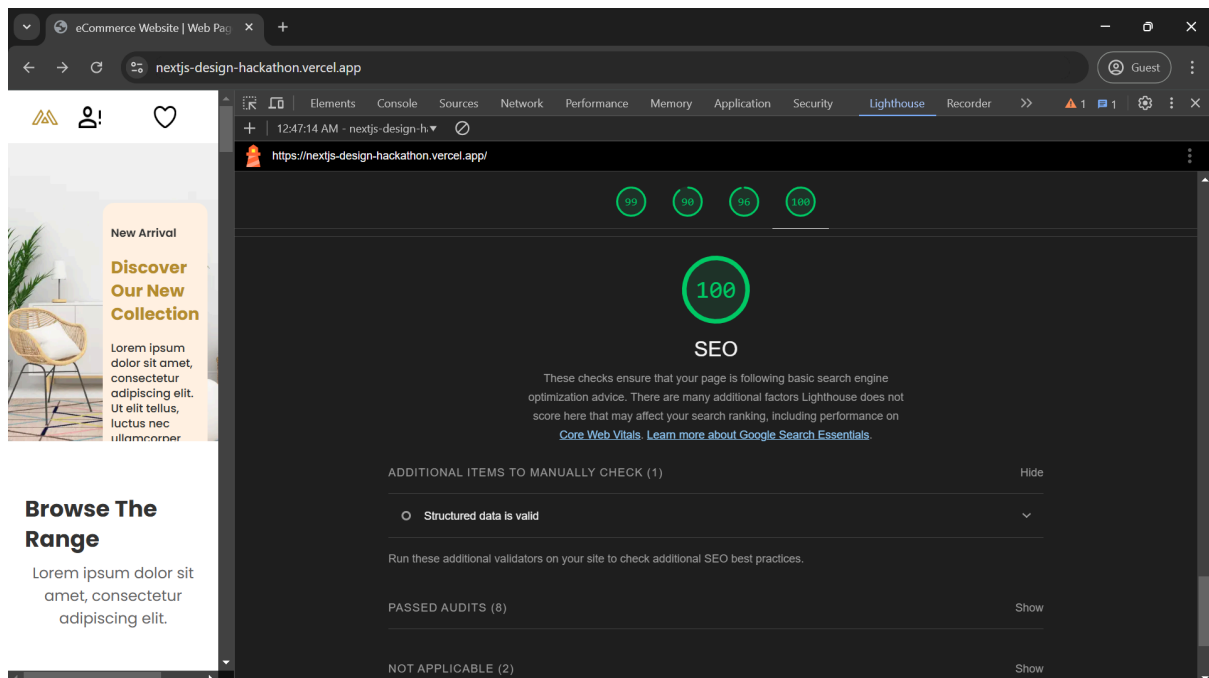 eCommerce Website | Web Pag
nextjs-design-hackathon.vercel.app
Guest
Elements Console Sources Network Performance Memory Application Security Lighthouse Recorder 1 1
12:47:14 AM - nextjs-design-h
https://nextjs-design-hackathon.vercel.app/
99 90 96 100
New Arrival
Discover
Our New
Collection
Lorem ipsum
dolor sit amet,
consectetur
adipiscing elit.
Ut elit tellus,
luctus nec
ullamcorper
Browse The
Range
Lorem ipsum dolor sit
amet, consectetur
adipiscing elit.
100
SEO
These checks ensure that your page is following basic search engine
optimization advice. There are many additional factors Lighthouse does not
score here that may affect your search ranking, including performance on
Core Web Vitals. Learn more about Google Search Essentials.
ADDITIONAL ITEMS TO MANUALLY CHECK (1) Hide
Structured data is valid
Run these additional validators on your site to check additional SEO best practices.
PASSED AUDITS (8) Show
NOT APPLICABLE (2) Show